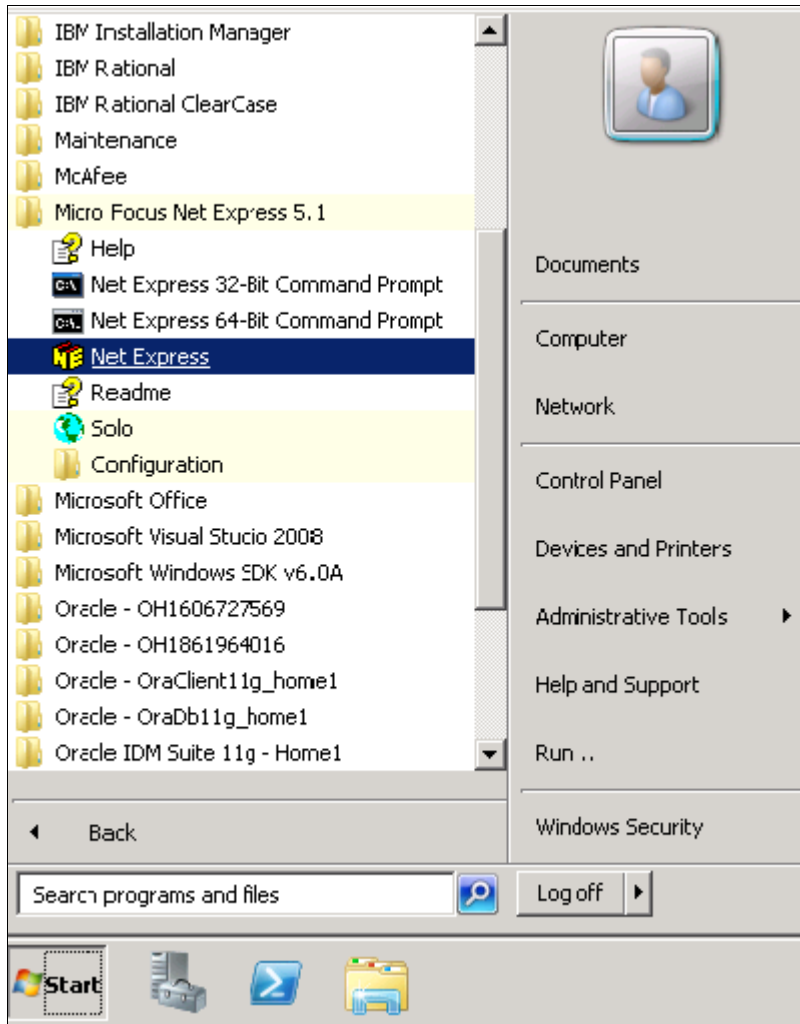 IBM Installation Manager
IBM Rational
IBM Rational ClearCase
Maintenance
McAfee
Micro Focus Net Express 5.1
Help
Net Express 32-Bit Command Prompt
Net Express 64-Bit Command Prompt
Net Express
Readme
Solo
Configuration
Microsoft Office
Microsoft Visual Studio 2008
Microsoft Windows SDK v6.0A
Oracle - OH1606727569
Oracle - OH1861964016
Oracle - OraClient11g_home1
Oracle - OraDb11g_home1
Oracle IDM Suite 11g - Home1
Back
Search programs and files
Documents
Computer
Network
Control Panel
Devices and Printers
Administrative Tools
Help and Support
Run ..
Windows Security
Log off
Start